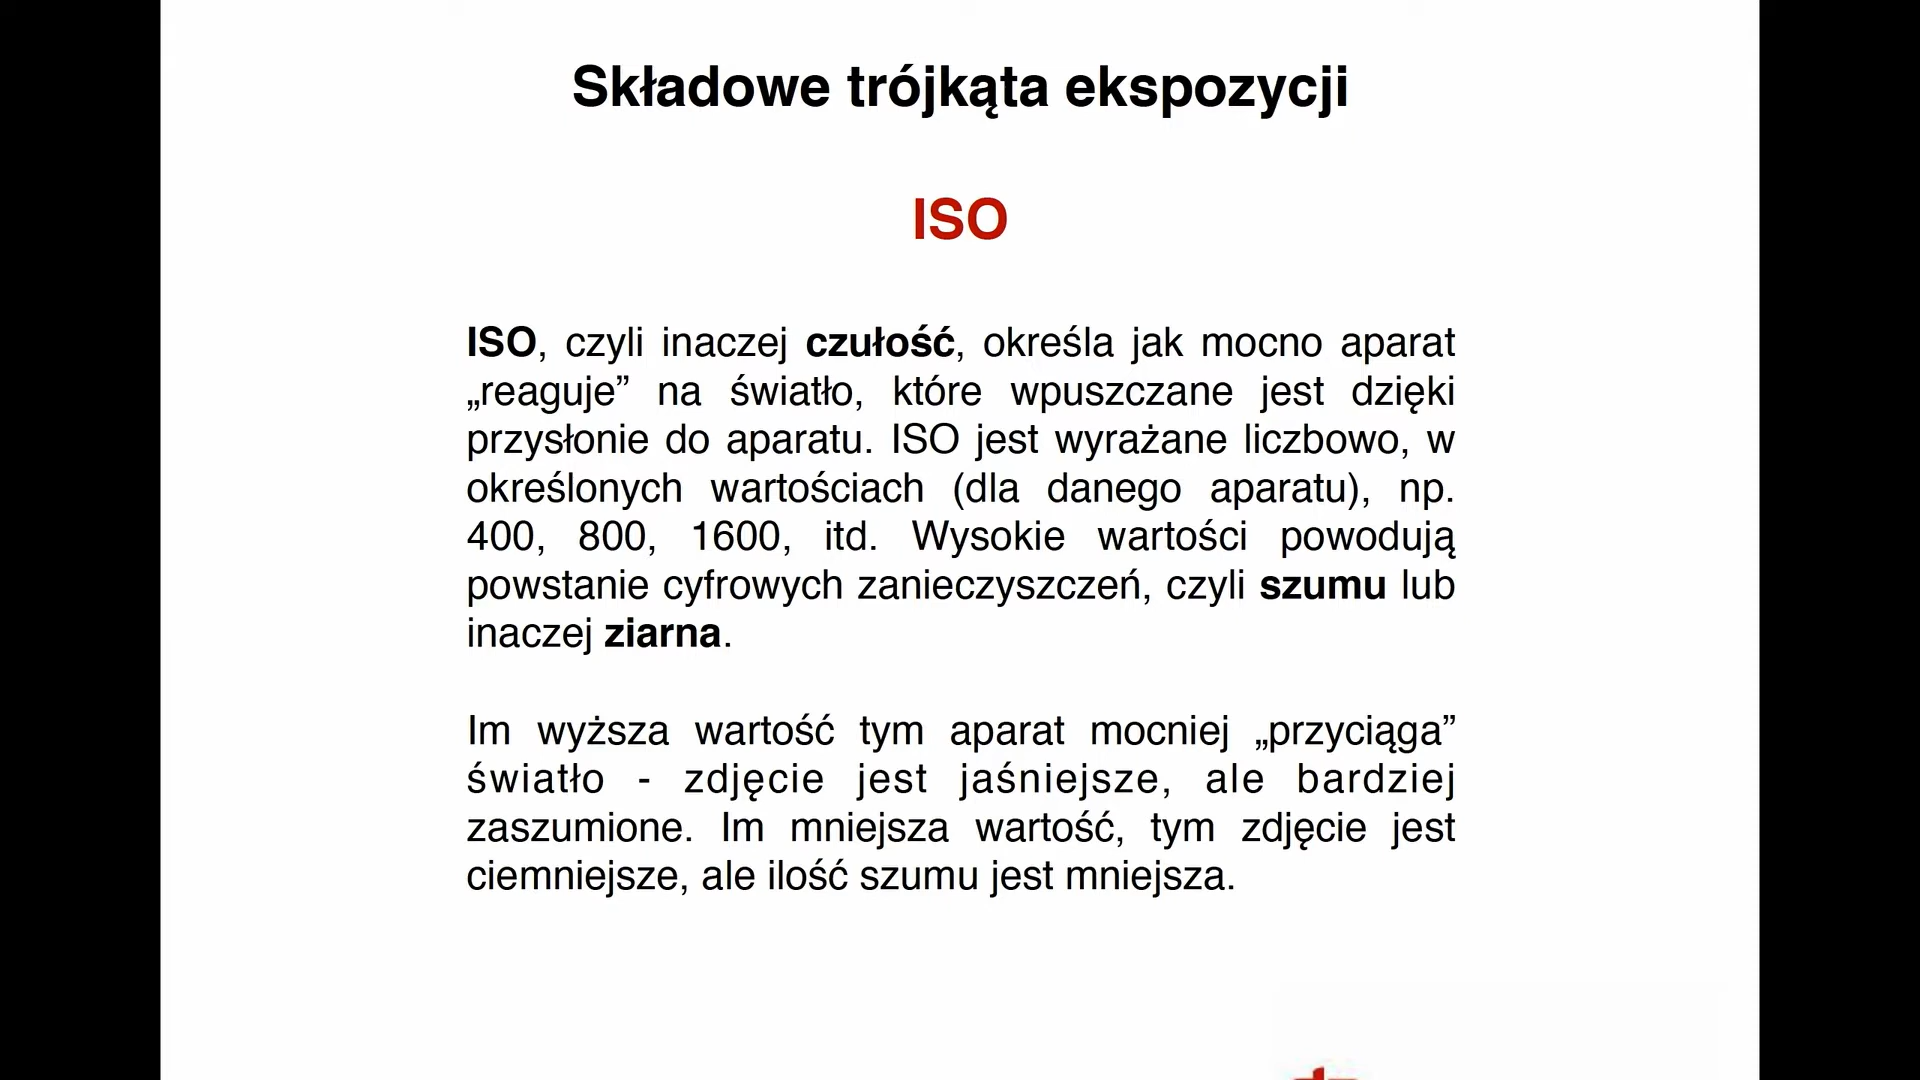 Składowe trójkąta ekspozycji
ISO
ISO, czyli inaczej czułość, określa jak mocno aparat
„reaguje” na światło, które wpuszczane jest dzięki
przysłonie do aparatu. ISO jest wyrażane liczbowo, w
określonych wartościach (dla danego aparatu), np.
400, 800, 1600, itd. Wysokie wartości powodują
powstanie cyfrowych zanieczyszczeń, czyli szumu lub
inaczej ziarna.
Im wyższa wartość tym aparat mocniej „przyciąga”
światło - zdjęcie jest jaśniejsze, ale bardziej
zaszumione. Im mniejsza wartość, tym zdjęcie jest
ciemniejsze, ale ilość szumu jest mniejsza.